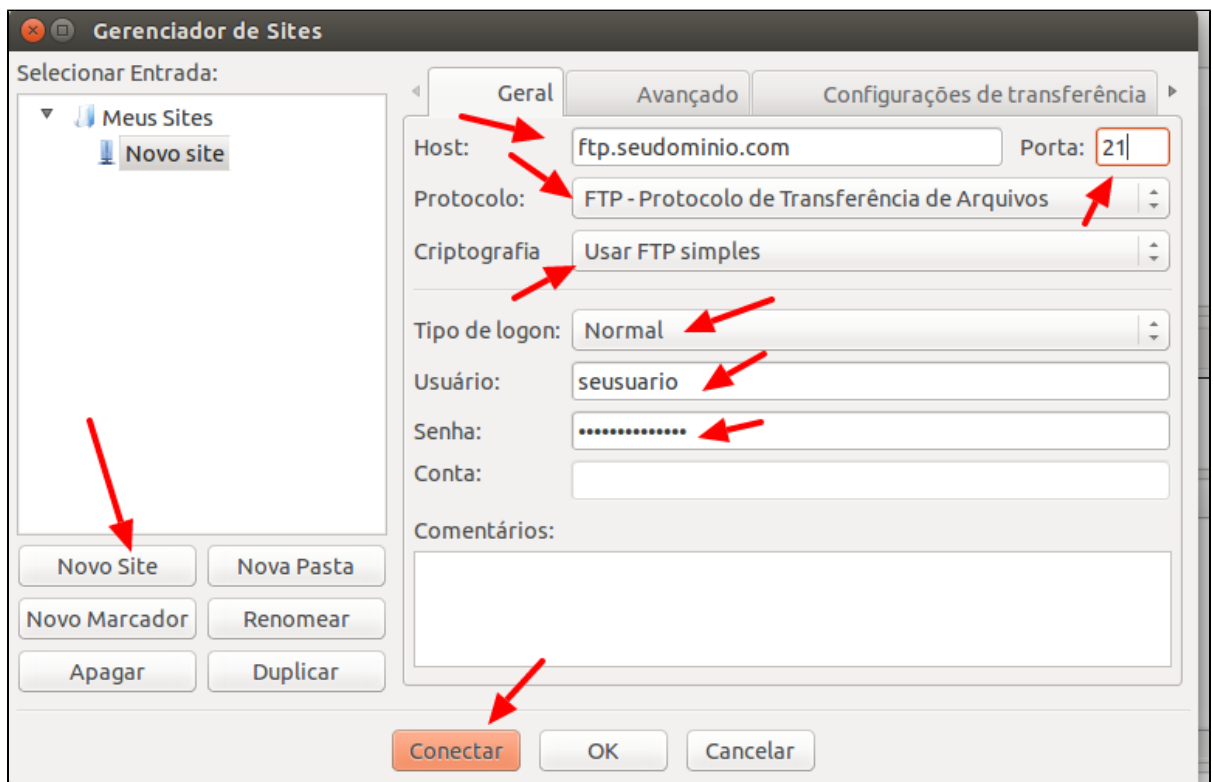 Gerenciador de Sites
Selecionar Entrada:
Meus Sites
Novo site
Novo Site
Nova Pasta
Novo Marcador
Renomear
Apagar
Duplicar
Geral
Avançado
Configurações de transferência
Host:
ftp.seudominio.com
Porta:
21
Protocolo:
FTP - Protocolo de Transferência de Arquivos
Criptografia
Usar FTP simples
Tipo de logon:
Normal
Usuário:
seusuario
Senha:
••••••••••••••
Conta:
Comentários:
Conectar
OK
Cancelar